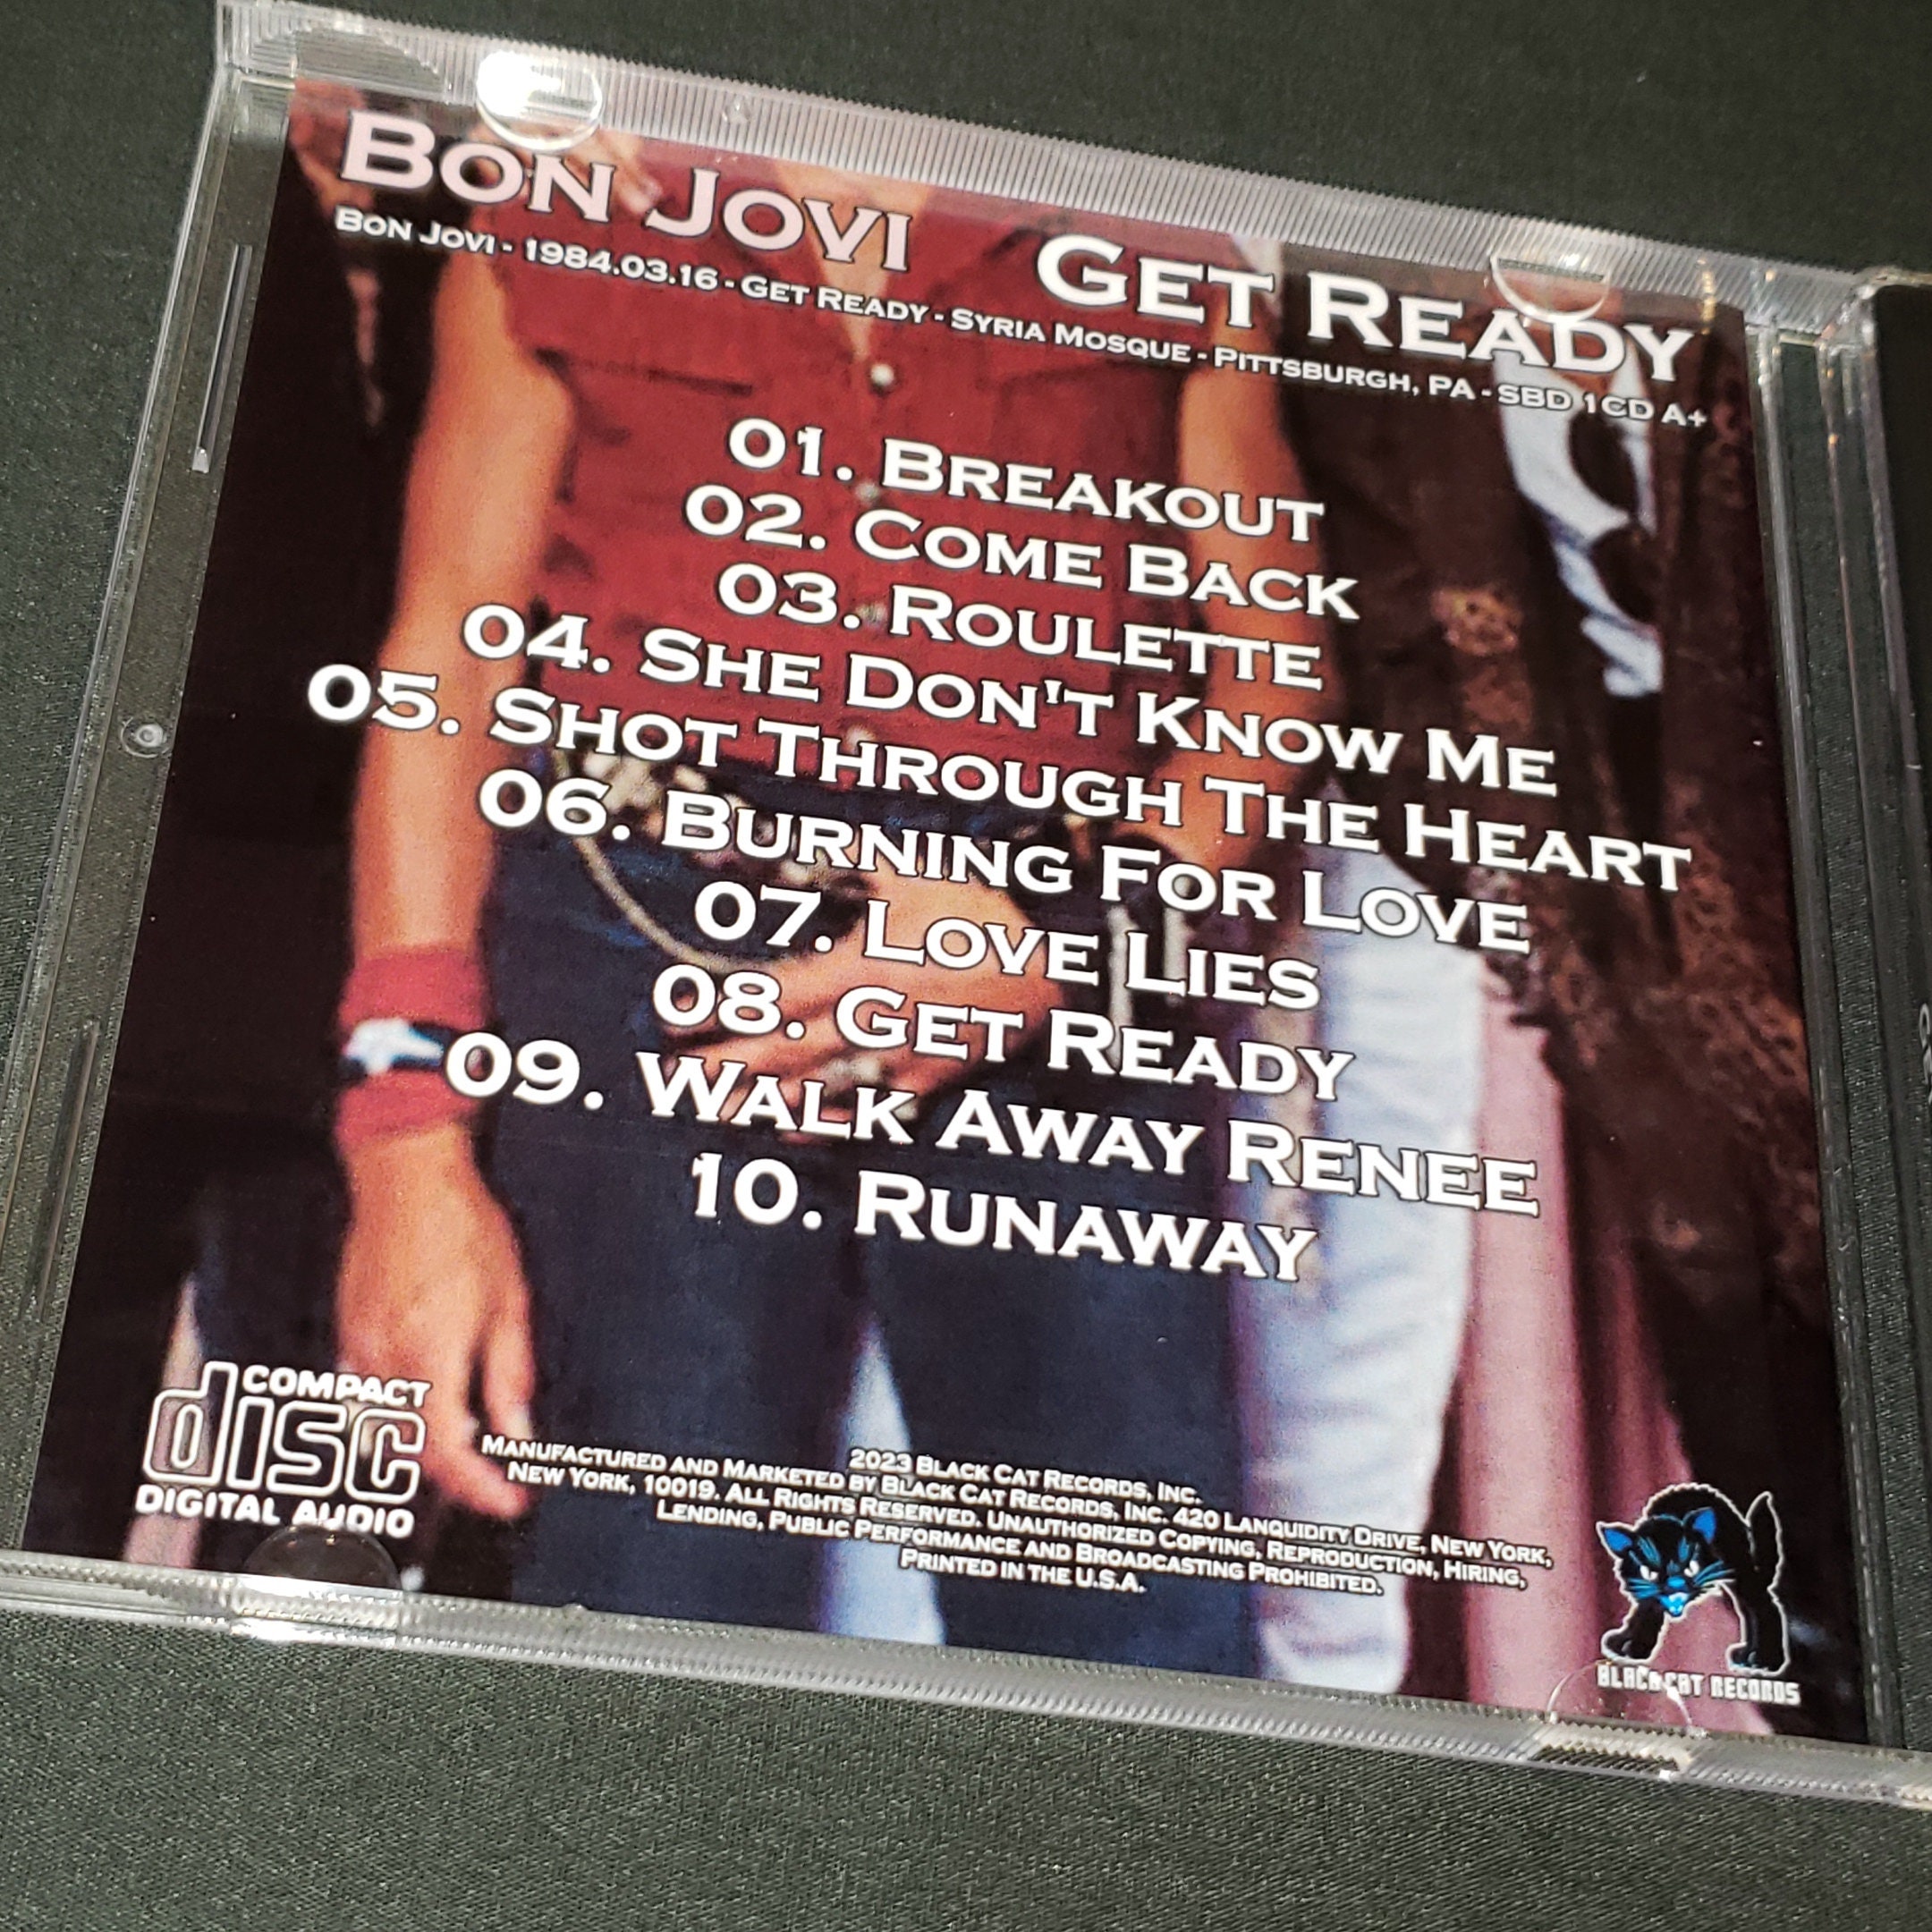 BON JOVI
GET READY
BON JOVI - 1984.03.16 - GET READY - SYRIA MOSQUE - PITTSBURGH, PA - SBD 1CD A+
01. BREAKOUT
02. COME BACK
03. ROULETTE
04. SHE DON'T KNOW ME
05. SHOT THROUGH THE HEART
06. BURNING FOR LOVE
07. LOVE LIES
08. GET READY
09. WALK AWAY RENEE
10. RUNAWAY
COMPACT
disc
DIGITAL AUDIO
2023 BLACK CAT RECORDS, INC.
MANUFACTURED AND MARKETED BY BLACK CAT RECORDS, INC. 420 LANQUIDITY DRIVE, NEW YORK,
NEW YORK, 10019. ALL RIGHTS RESERVED. UNAUTHORIZED COPYING, REPRODUCTION, HIRING,
LENDING, PUBLIC PERFORMANCE AND BROADCASTING PROHIBITED.
PRINTED IN THE U.S.A.
BLACK CAT RECORDS